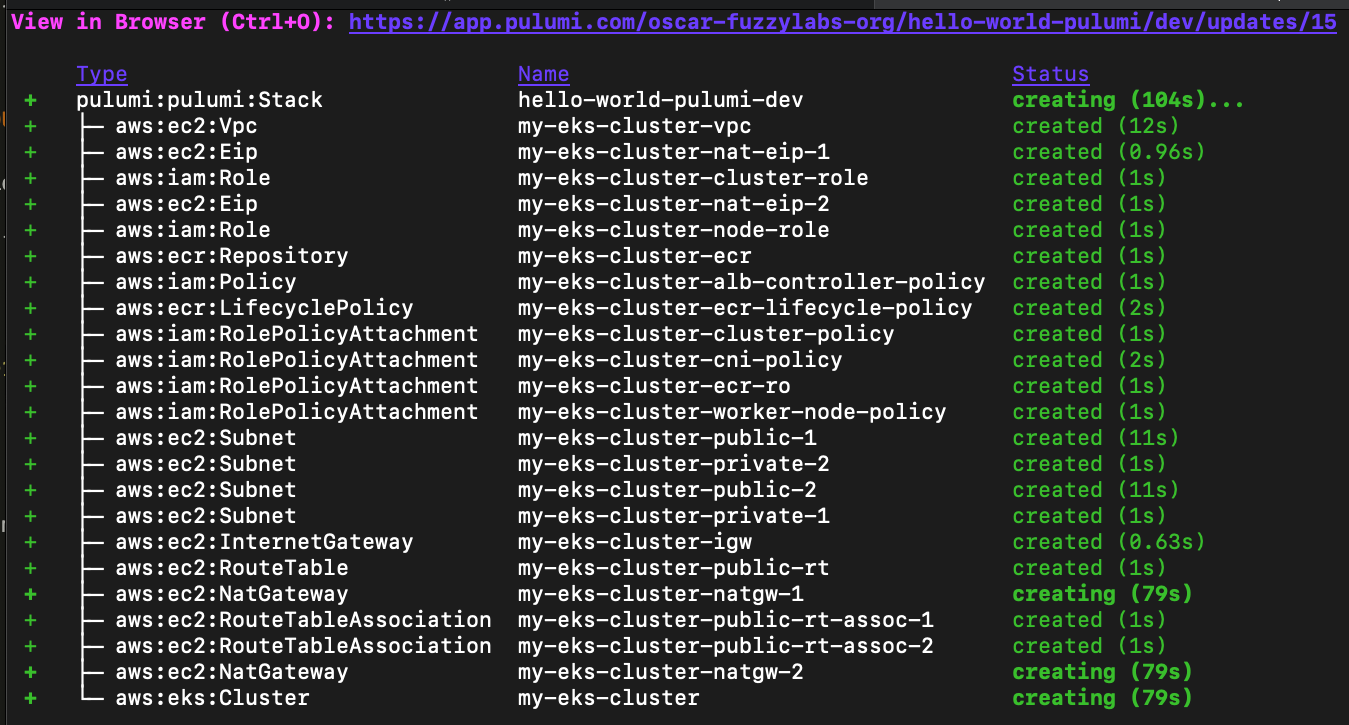 View in Browser (Ctrl+O): https://app.pulumi.com/oscar-fuzzylabs-org/hello-world-pulumi/dev/updates/15
Type Name Status
+ pulumi:pulumi:Stack hello-world-pulumi-dev creating (104s)...
+ ├─ aws:ec2:Vpc my-eks-cluster-vpc created (12s)
+ ├─ aws:ec2:Eip my-eks-cluster-nat-eip-1 created (0.96s)
+ ├─ aws:iam:Role my-eks-cluster-cluster-role created (1s)
+ ├─ aws:ec2:Eip my-eks-cluster-nat-eip-2 created (1s)
+ ├─ aws:iam:Role my-eks-cluster-node-role created (1s)
+ ├─ aws:ecr:Repository my-eks-cluster-ecr created (1s)
+ ├─ aws:iam:Policy my-eks-cluster-alb-controller-policy created (1s)
+ ├─ aws:ecr:LifecyclePolicy my-eks-cluster-ecr-lifecycle-policy created (2s)
+ ├─ aws:iam:RolePolicyAttachment my-eks-cluster-cluster-policy created (1s)
+ ├─ aws:iam:RolePolicyAttachment my-eks-cluster-cni-policy created (2s)
+ ├─ aws:iam:RolePolicyAttachment my-eks-cluster-ecr-ro created (1s)
+ ├─ aws:iam:RolePolicyAttachment my-eks-cluster-worker-node-policy created (1s)
+ ├─ aws:ec2:Subnet my-eks-cluster-public-1 created (11s)
+ ├─ aws:ec2:Subnet my-eks-cluster-private-2 created (1s)
+ ├─ aws:ec2:Subnet my-eks-cluster-public-2 created (11s)
+ ├─ aws:ec2:Subnet my-eks-cluster-private-1 created (1s)
+ ├─ aws:ec2:InternetGateway my-eks-cluster-igw created (0.63s)
+ ├─ aws:ec2:RouteTable my-eks-cluster-public-rt created (1s)
+ ├─ aws:ec2:NatGateway my-eks-cluster-natgw-1 creating (79s)
+ ├─ aws:ec2:RouteTableAssociation my-eks-cluster-public-rt-assoc-1 created (1s)
+ ├─ aws:ec2:RouteTableAssociation my-eks-cluster-public-rt-assoc-2 created (1s)
+ ├─ aws:ec2:NatGateway my-eks-cluster-natgw-2 creating (79s)
+ └─ aws:eks:Cluster my-eks-cluster creating (79s)